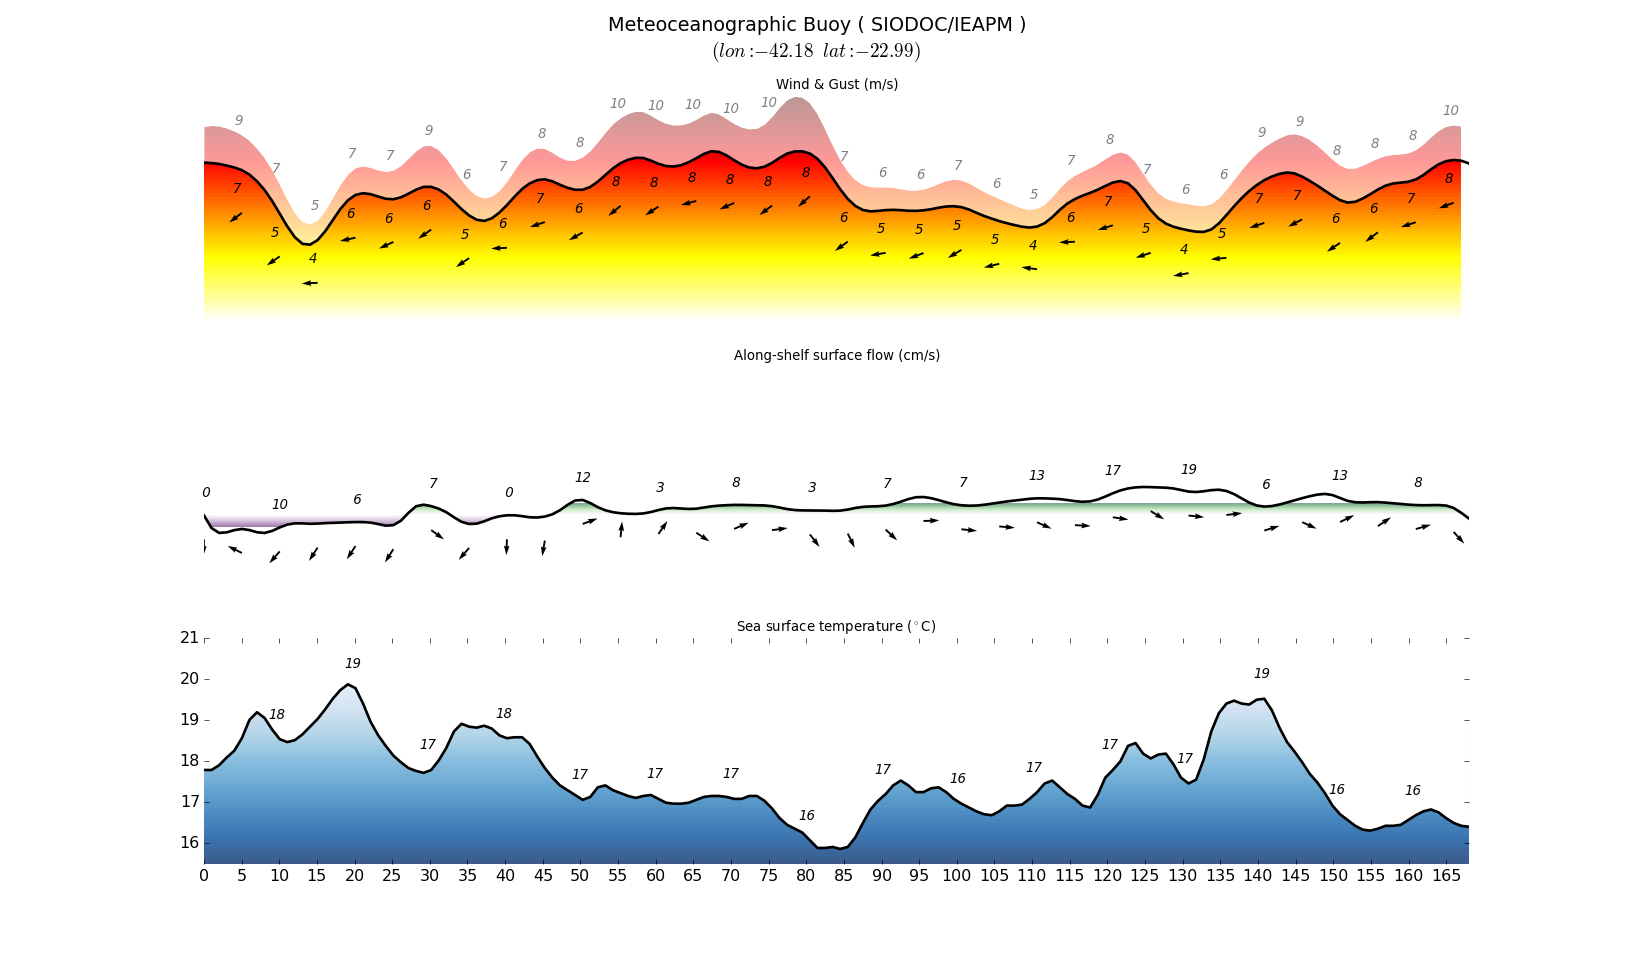 Meteoceanographic Buoy ( SIODOC/IEAPM )
(lon:−42.18 lat:−22.99)
Wind & Gust (m/s)
9 7 5 7 7 9 6 7 8 8 10 10 10 10 10 7 6 6 7 6 5 7 8 7 6 6 9 9 8 8 8 10
7 5 4 6 6 6 5 6 7 6 8 8 8 8 8 8 6 5 5 5 5 4 6 7 5 4 5 7 7 6 6 7 8
Along-shelf surface flow (cm/s)
0 10 6 7 0 12 3 8 3 7 7 13 17 19 6 13 8
Sea surface temperature (°C)
18 19 17 18 17 17 17 16 17 16 17 17 17 19 16 16
21
20
19
18
17
16
0 5 10 15 20 25 30 35 40 45 50 55 60 65 70 75 80 85 90 95 100 105 110 115 120 125 130 135 140 145 150 155 160 165